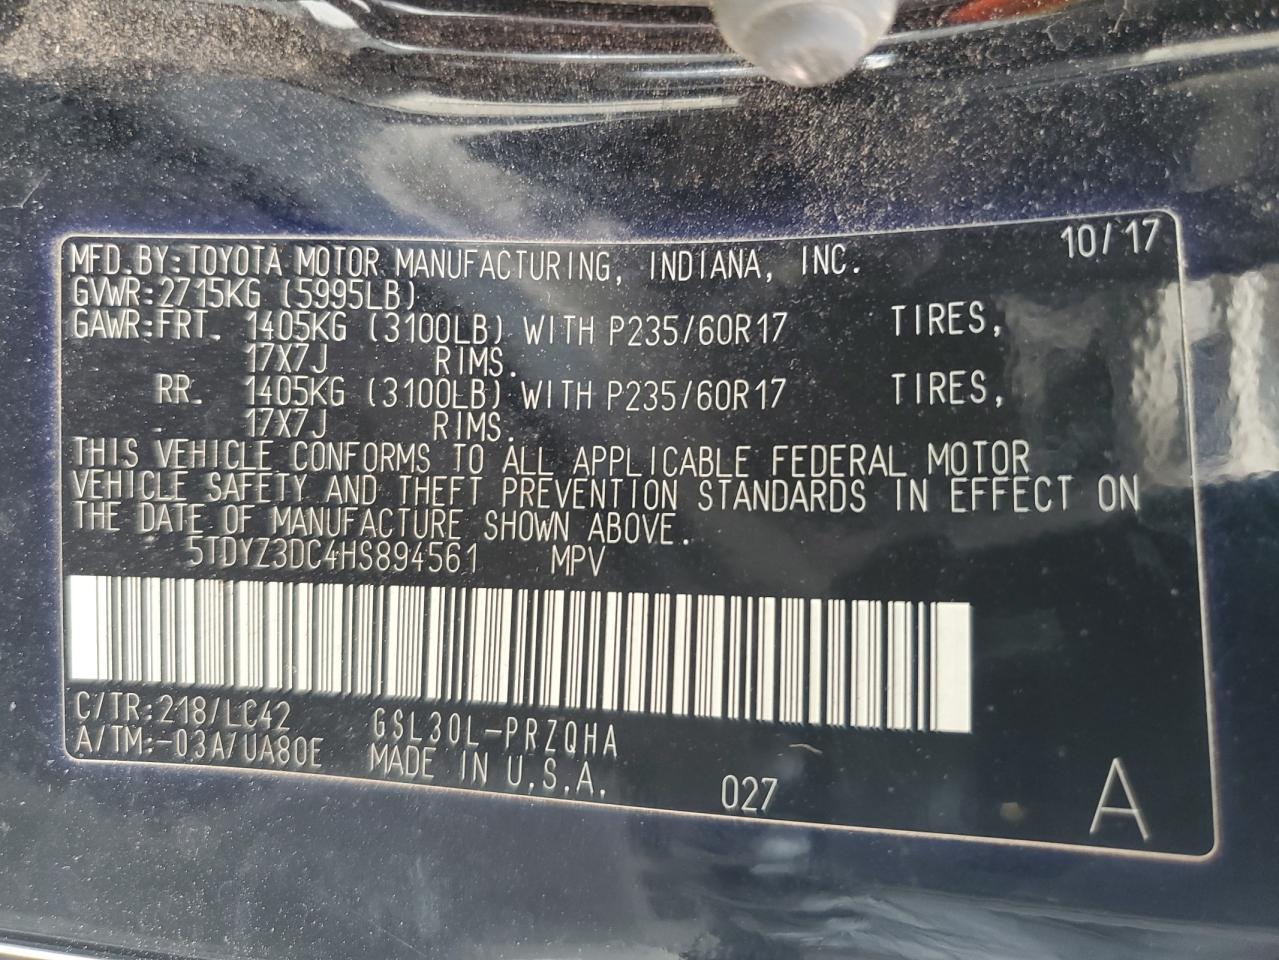 10/17
MFD.BY:TOYOTA MOTOR MANUFACTURING, INDIANA, INC.
GVWR:2715KG (5995LB)
GAWR:FRT. 1405KG (3100LB) WITH P235/60R17 TIRES,
17X7J RIMS.
RR. 1405KG (3100LB) WITH P235/60R17 TIRES,
17X7J RIMS.
THIS VEHICLE CONFORMS TO ALL APPLICABLE FEDERAL MOTOR
VEHICLE SAFETY AND THEFT PREVENTION STANDARDS IN EFFECT ON
THE DATE OF MANUFACTURE SHOWN ABOVE.
5TDYZ3DC4HS894561 MPV
C/TR:218/LC42 GSL30L-PRZQHA
A/TM:-03A/UA80E MADE IN U.S.A.
027
A